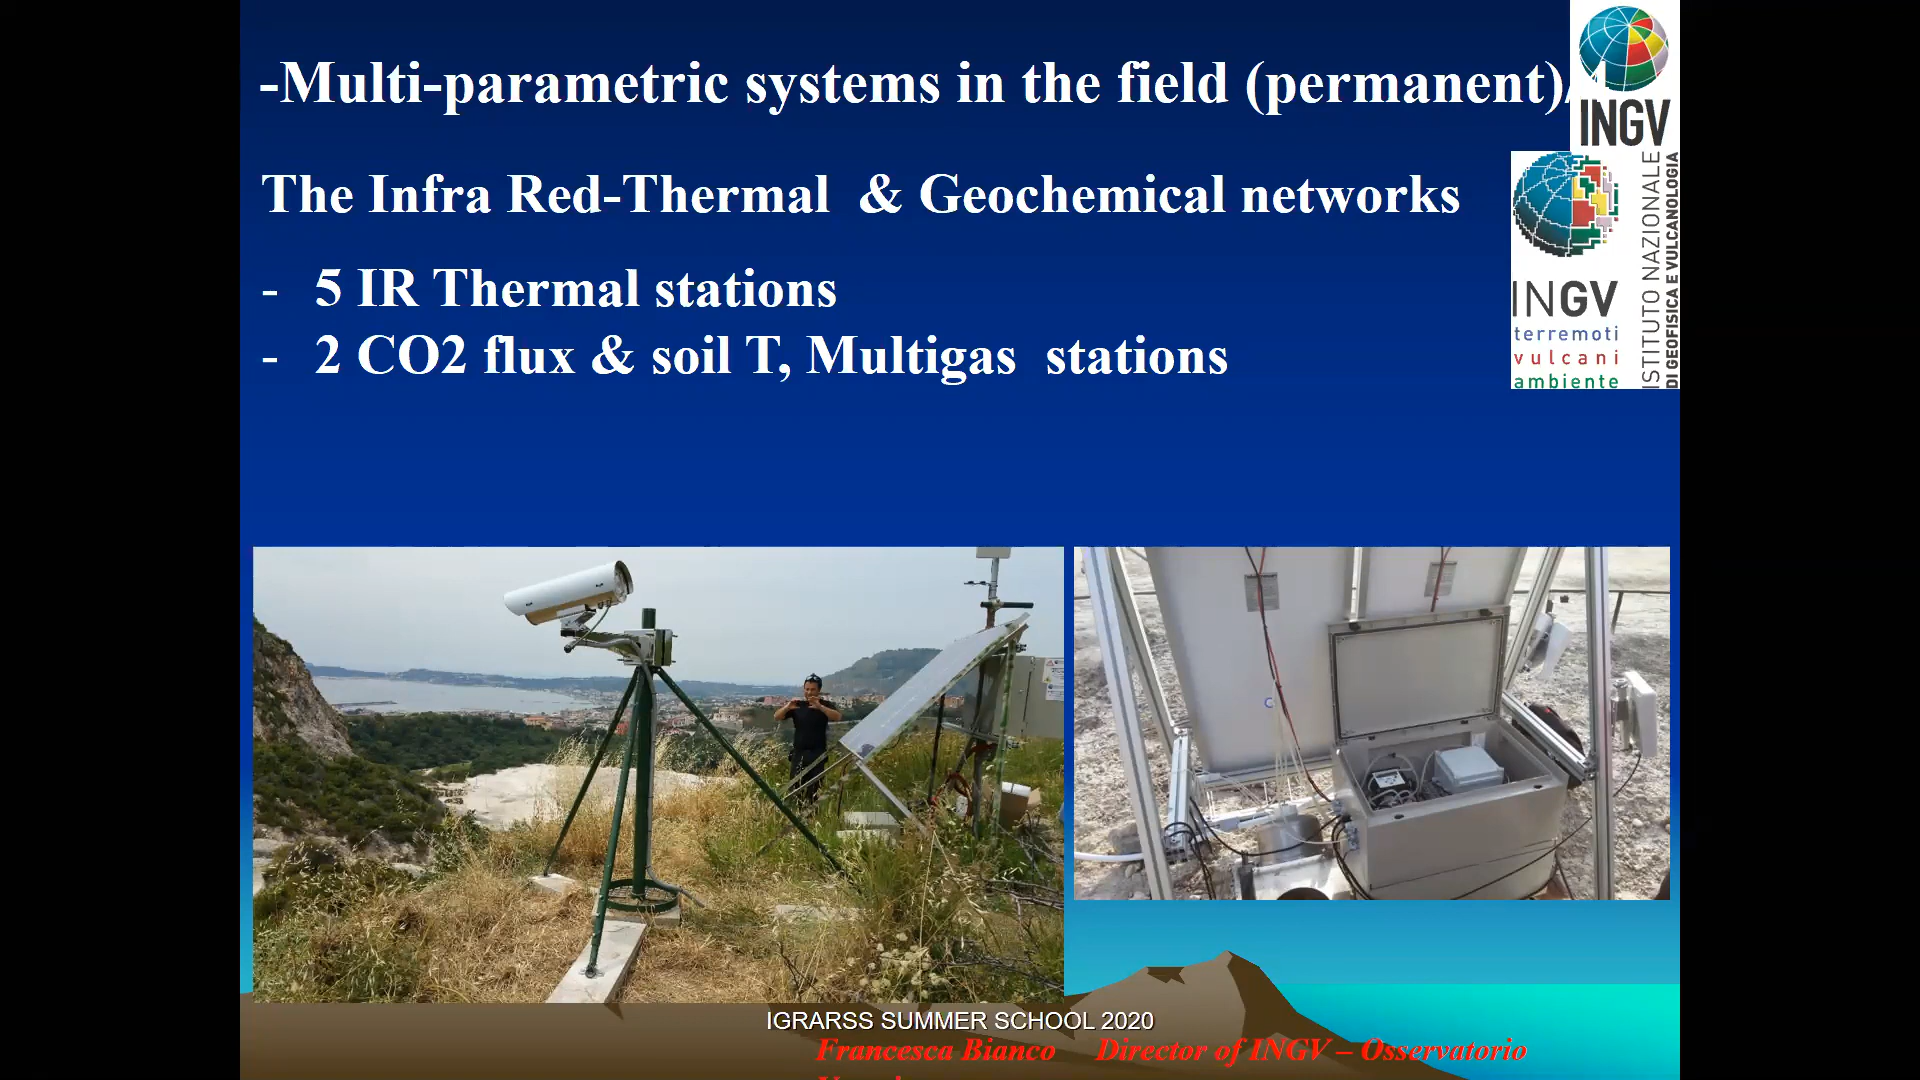 -Multi-parametric systems in the field (permanent)/4
The Infra Red-Thermal & Geochemical networks
- 5 IR Thermal stations
- 2 CO2 flux & soil T, Multigas stations
INGV
INGV
terremoti
vulcani
ambiente
ISTITUTO NAZIONALE
DI GEOFISICA E VULCANOLOGIA
IGRARSS SUMMER SCHOOL 2020
Francesca Bianco Director of INGV – Osservatorio